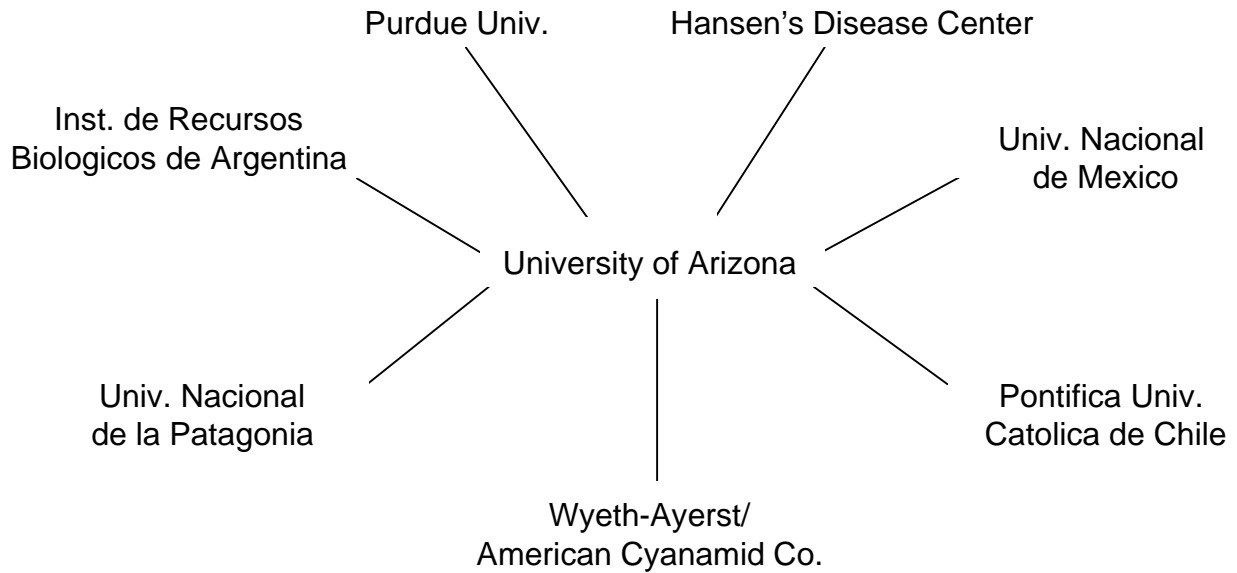 Purdue Univ.
Hansen's Disease Center
Inst. de Recursos
Biologicos de Argentina
Univ. Nacional
de Mexico
University of Arizona
Univ. Nacional
de la Patagonia
Pontifica Univ.
Catolica de Chile
Wyeth-Ayerst/
American Cyanamid Co.